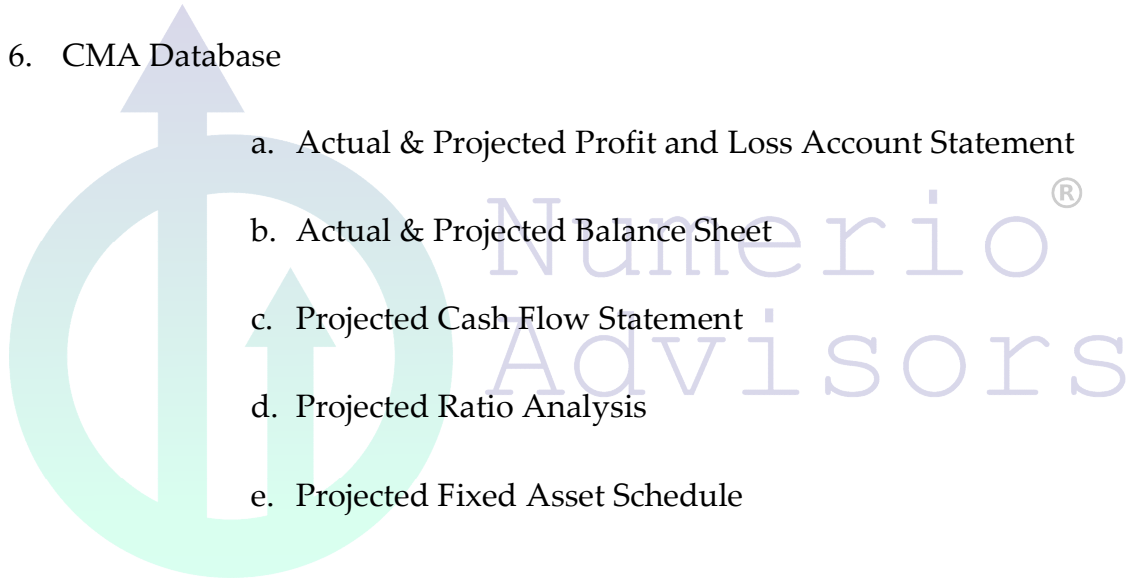 6. CMA Database
a. Actual & Projected Profit and Loss Account Statement
®
b. Actual & Projected Balance Sheet
Numerio
c. Projected Cash Flow Statement
Advisors
d. Projected Ratio Analysis
e. Projected Fixed Asset Schedule